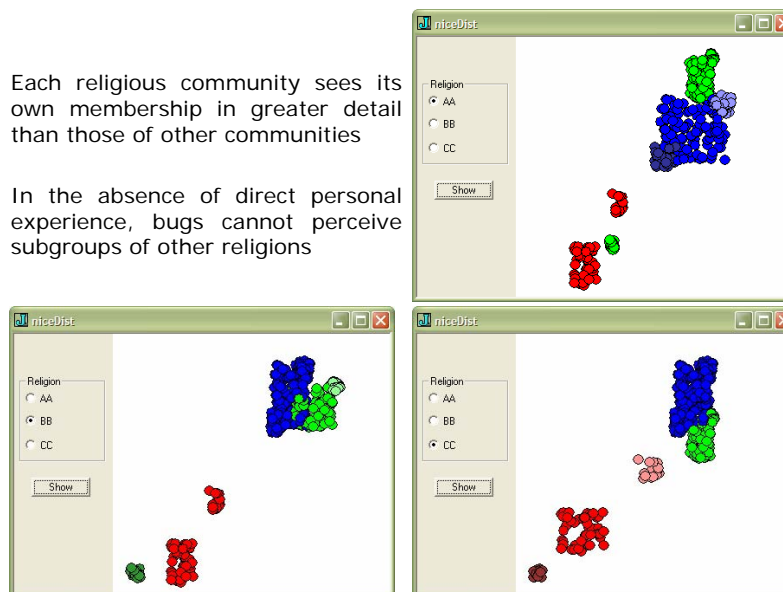 Each religious community sees its
own membership in greater detail
than those of other communities
In the absence of direct personal
experience, bugs cannot perceive
subgroups of other religions
niceDist
Religion
AA
BB
CC
Show
niceDist
Religion
AA
BB
CC
Show
niceDist
Religion
AA
BB
CC
Show